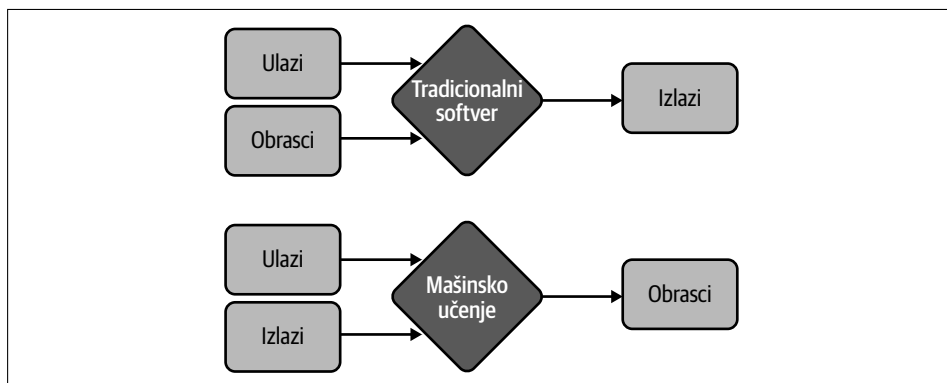 Ulazi
Obrasci
Tradicionalni
softver
Izlazi
Ulazi
Izlazi
Mašinsko
učenje
Obrasci